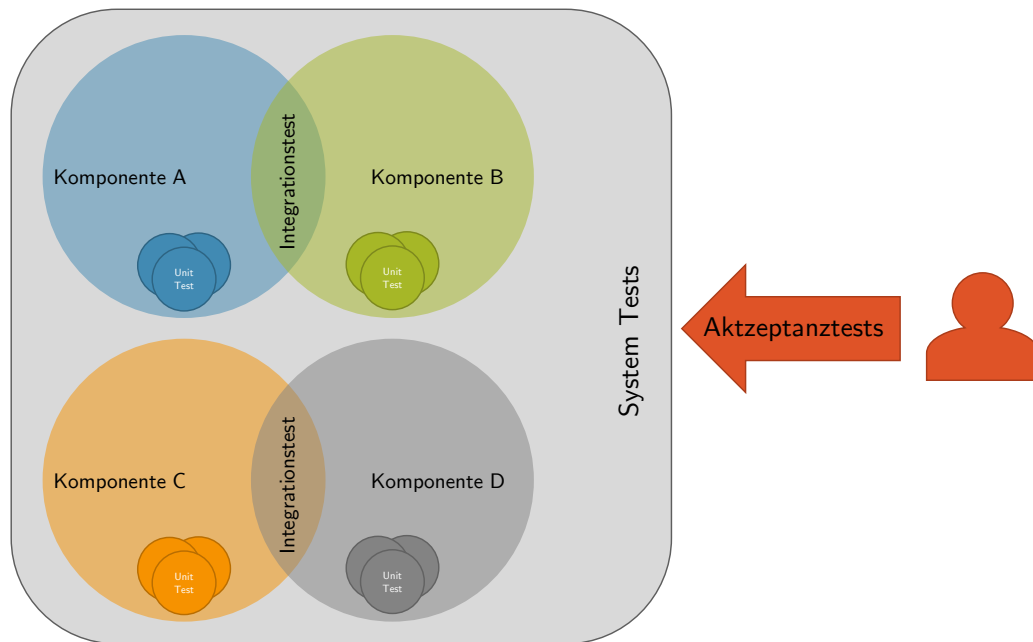 Komponente A
Integrationstest
Komponente B
Unit
Test
Unit
Test
System Tests
Aktzeptanztests
Komponente C
Integrationstest
Komponente D
Unit
Test
Unit
Test